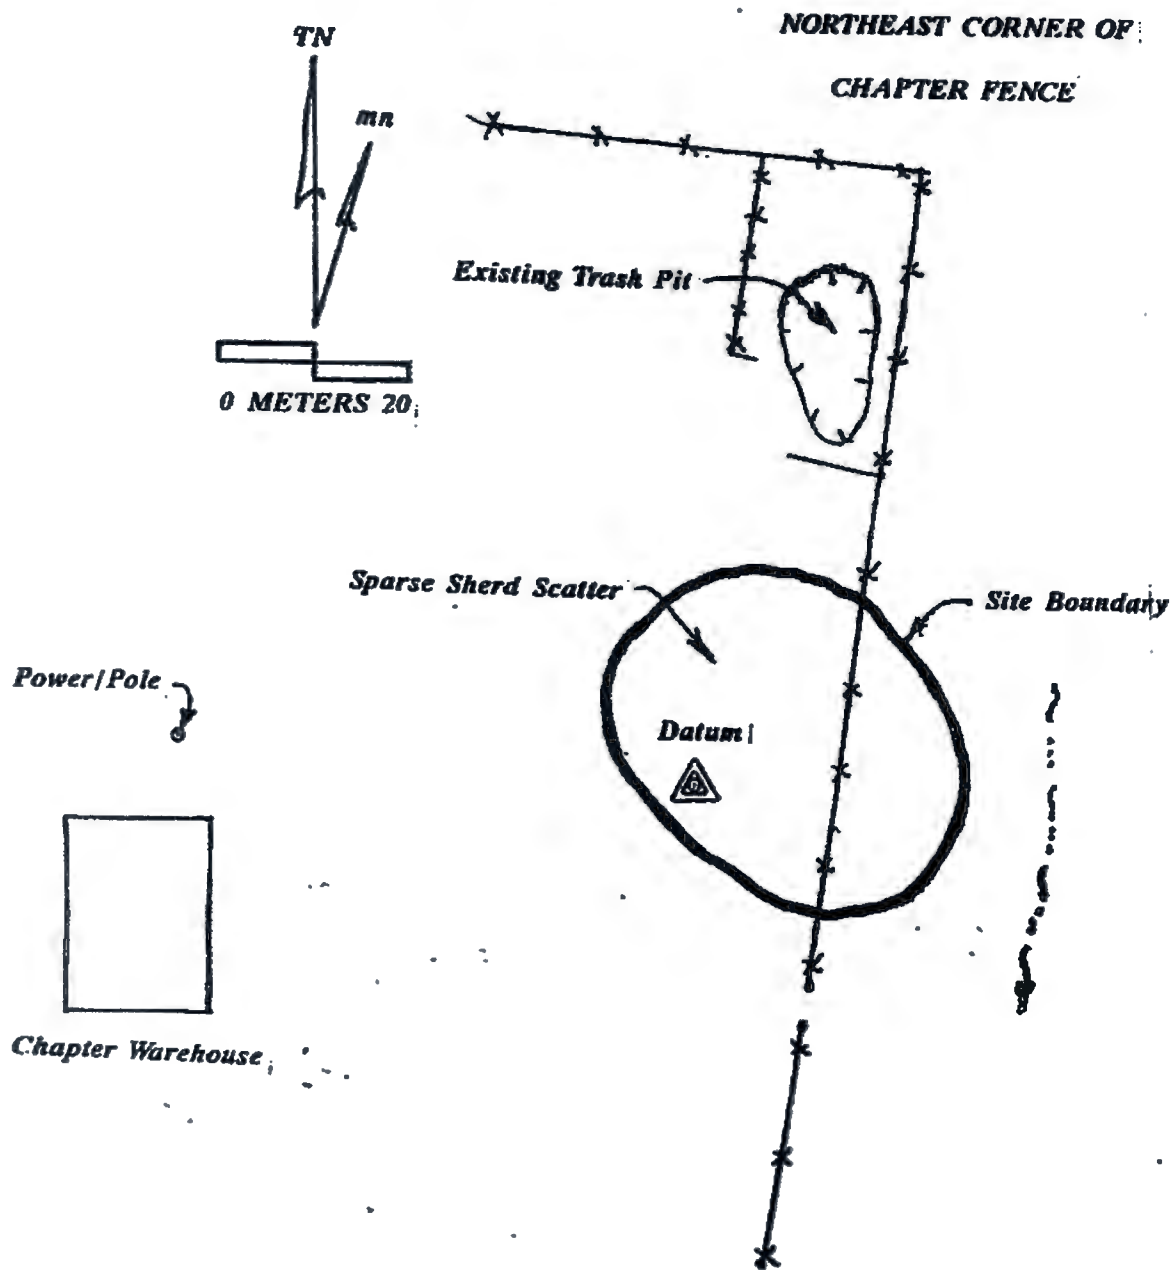 NORTHEAST CORNER OF
CHAPTER FENCE
TN
mn
Existing Trash Pit
0 METERS 20
Sparse Sherd Scatter
Site Boundary
Power/Pole
Datum
Chapter Warehouse